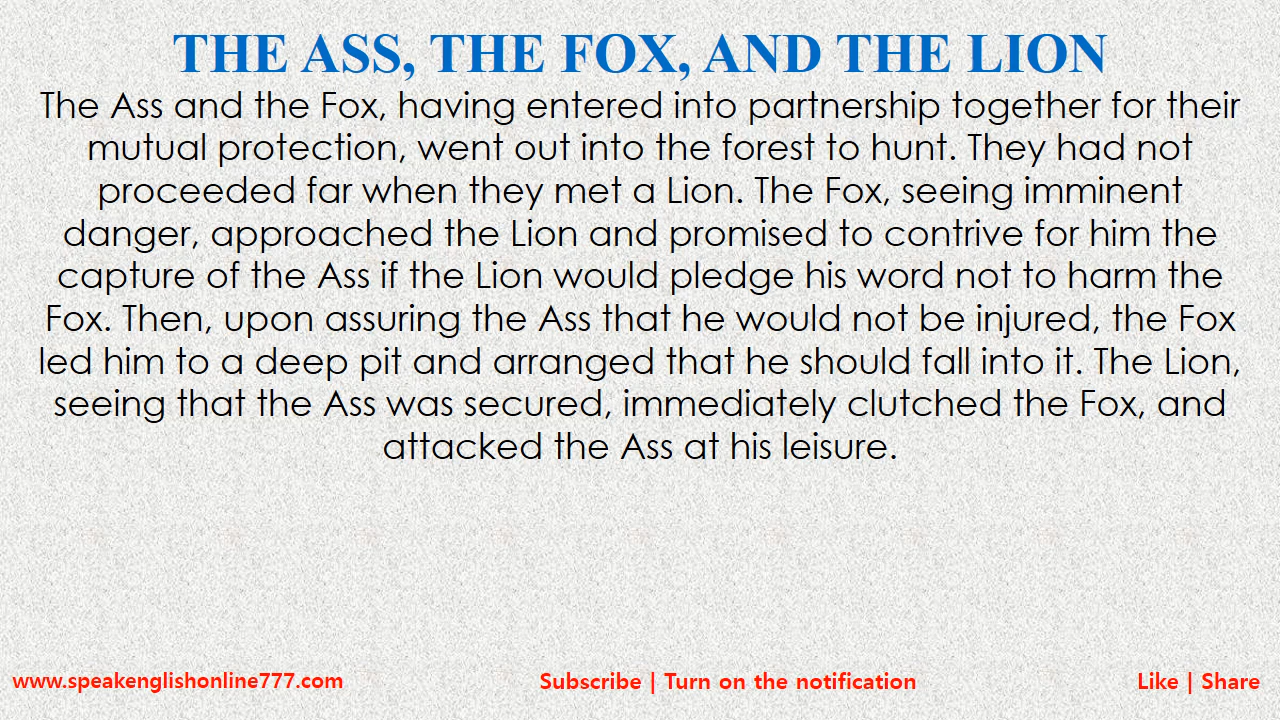 THE ASS, THE FOX, AND THE LION
The Ass and the Fox, having entered into partnership together for their
mutual protection, went out into the forest to hunt. They had not
proceeded far when they met a Lion. The Fox, seeing imminent
danger, approached the Lion and promised to contrive for him the
capture of the Ass if the Lion would pledge his word not to harm the
Fox. Then, upon assuring the Ass that he would not be injured, the Fox
led him to a deep pit and arranged that he should fall into it. The Lion,
seeing that the Ass was secured, immediately clutched the Fox, and
attacked the Ass at his leisure.
www.speakenglishonline777.com Subscribe | Turn on the notification Like | Share